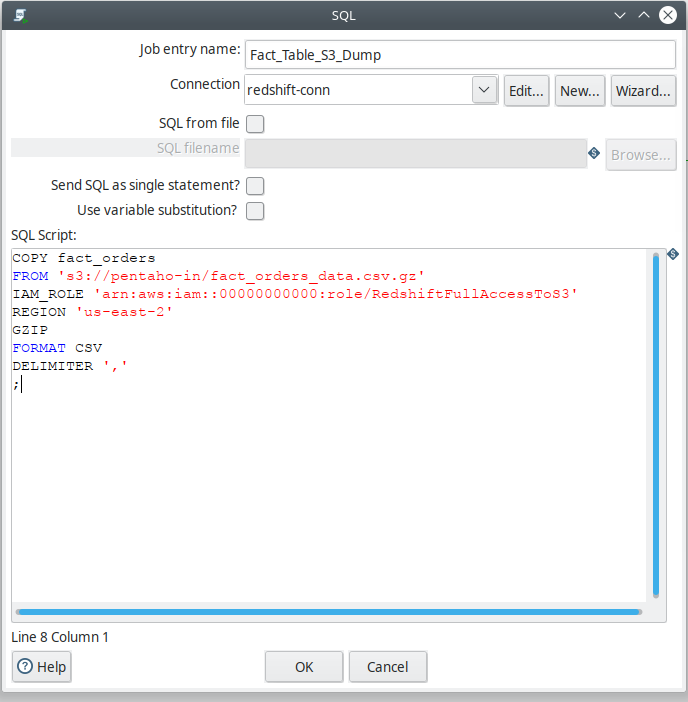 SQL
Job entry name: Fact_Table_S3_Dump
Connection redshift-conn Edit... New... Wizard...
SQL from file
SQL filename Browse...
Send SQL as single statement?
Use variable substitution?
SQL Script:
COPY fact_orders
FROM 's3://pentaho-in/fact_orders_data.csv.gz'
IAM_ROLE 'arn:aws:iam::00000000000:role/RedshiftFullAccessToS3'
REGION 'us-east-2'
GZIP
FORMAT CSV
DELIMITER ','
;
Line 8 Column 1
Help OK Cancel